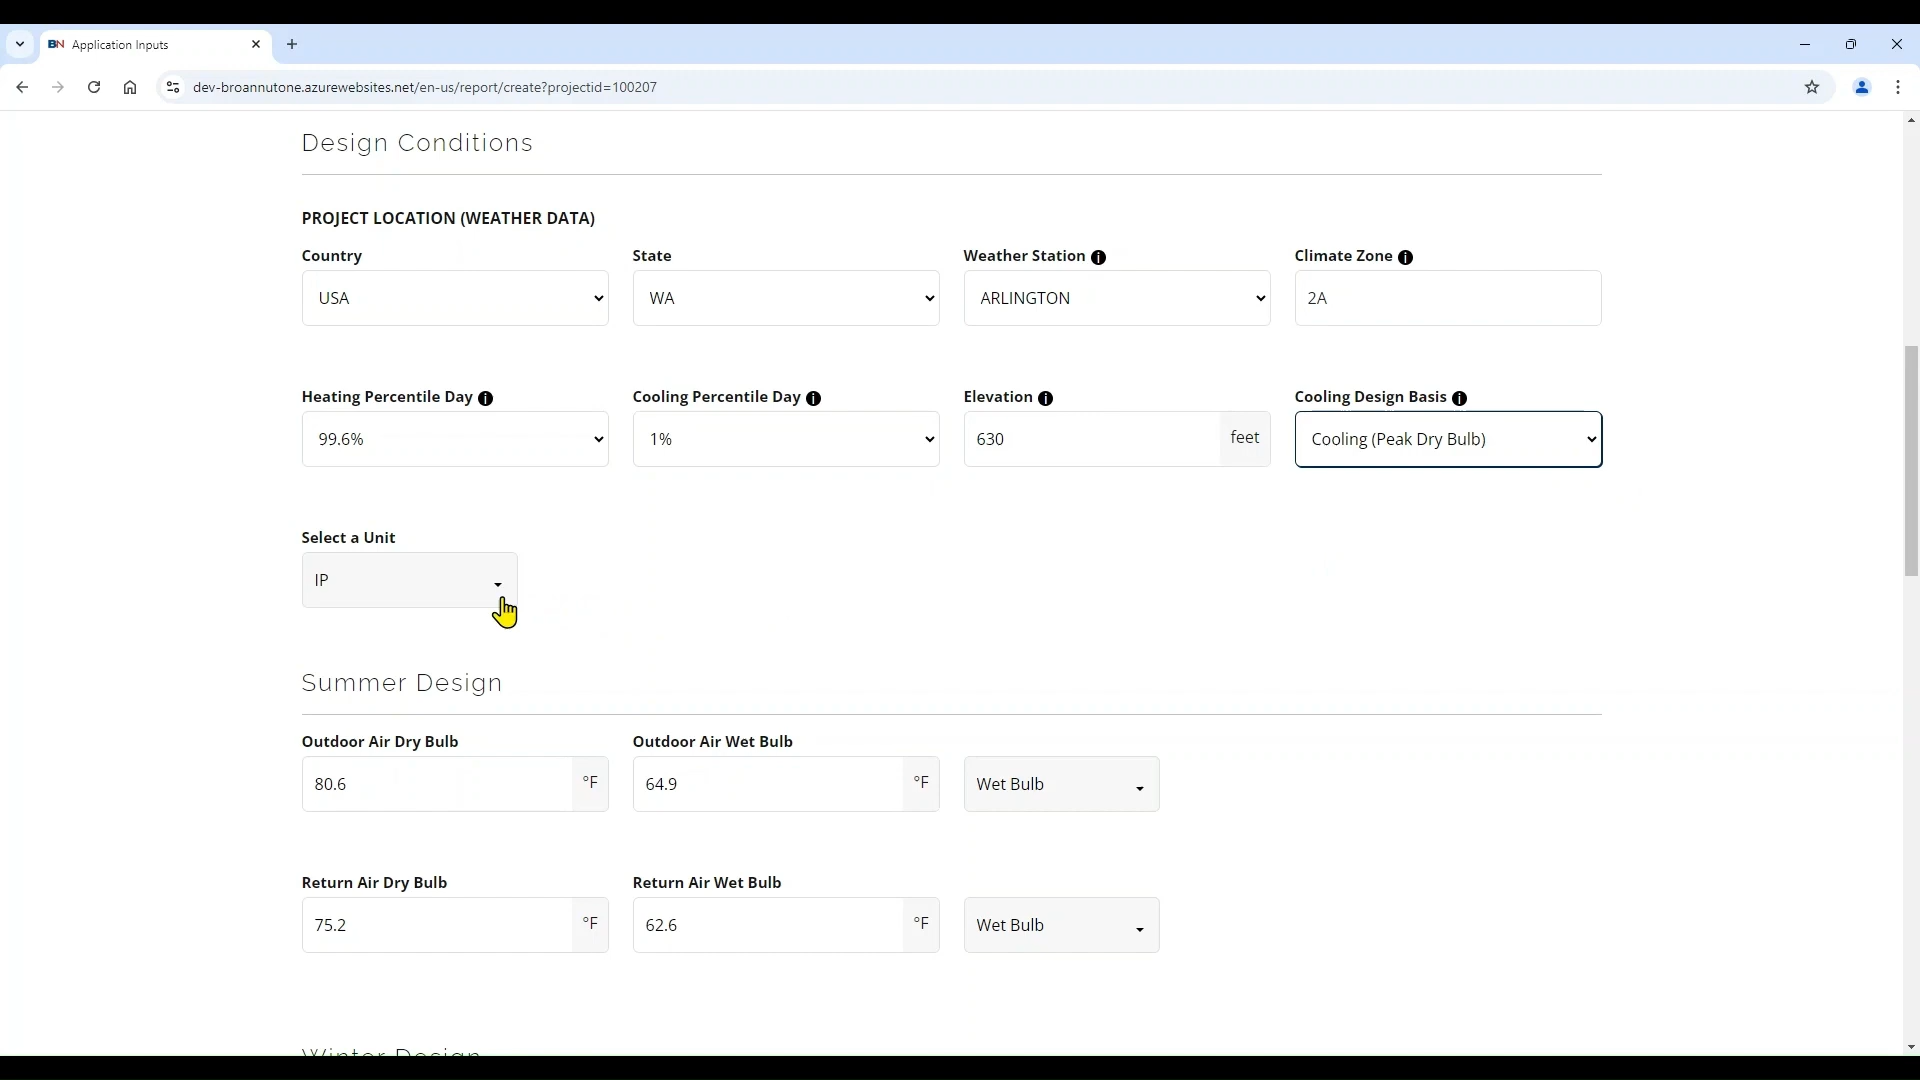 BN Application Inputs
dev-broannutone.azurewebsites.net/en-us/report/create?projectid=100207
Design Conditions
PROJECT LOCATION (WEATHER DATA)
Country State Weather Station i Climate Zone i
USA WA ARLINGTON 2A
Heating Percentile Day i Cooling Percentile Day i Elevation i Cooling Design Basis i
99.6% 1% 630 feet Cooling (Peak Dry Bulb)
Select a Unit
IP
Summer Design
Outdoor Air Dry Bulb Outdoor Air Wet Bulb
80.6 °F 64.9 °F Wet Bulb
Return Air Dry Bulb Return Air Wet Bulb
75.2 °F 62.6 °F Wet Bulb
Winter Design